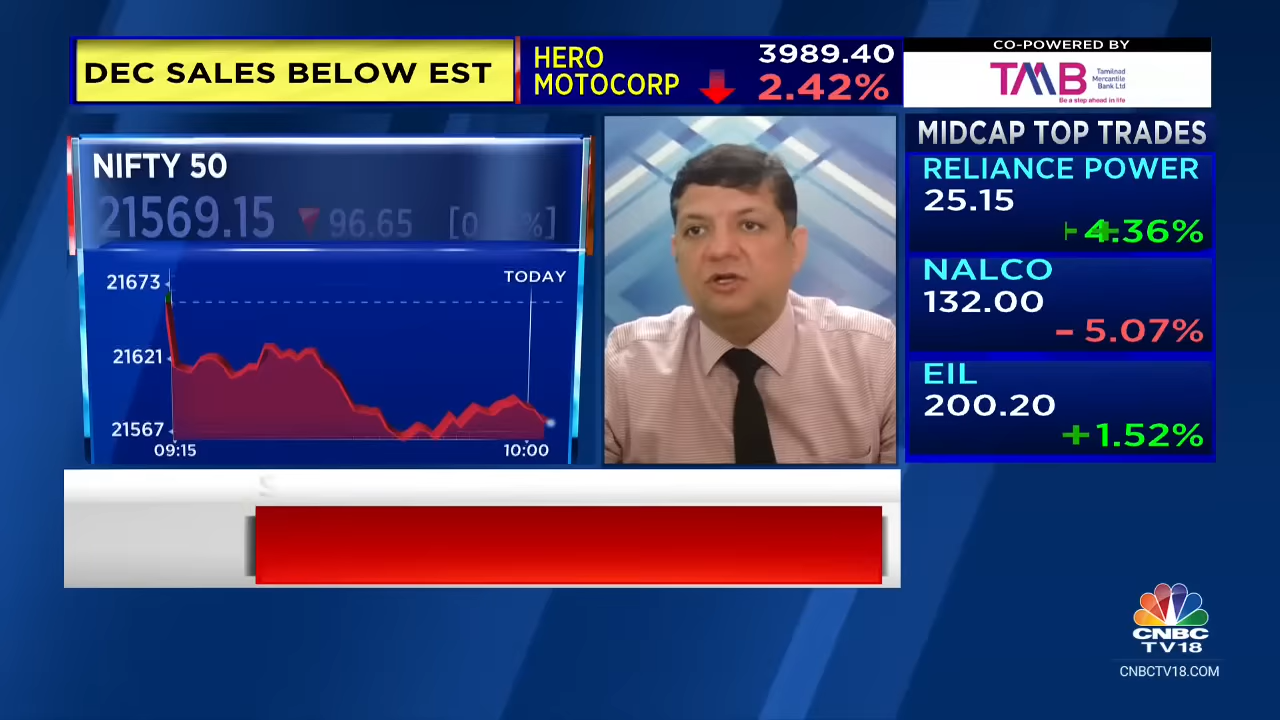 DEC SALES BELOW EST
HERO
MOTOCORP
3989.40
2.42%
CO-POWERED BY
TMB
Tamilnad
Mercantile
Bank Ltd
Be a step ahead in life
NIFTY 50
21569.15
96.65
TODAY
21673
21621
21567
09:15
10:00
MIDCAP TOP TRADES
RELIANCE POWER
25.15
+4.36%
NALCO
132.00
- 5.07%
EIL
200.20
+1.52%
CNBC
TV18
CNBCTV18.COM